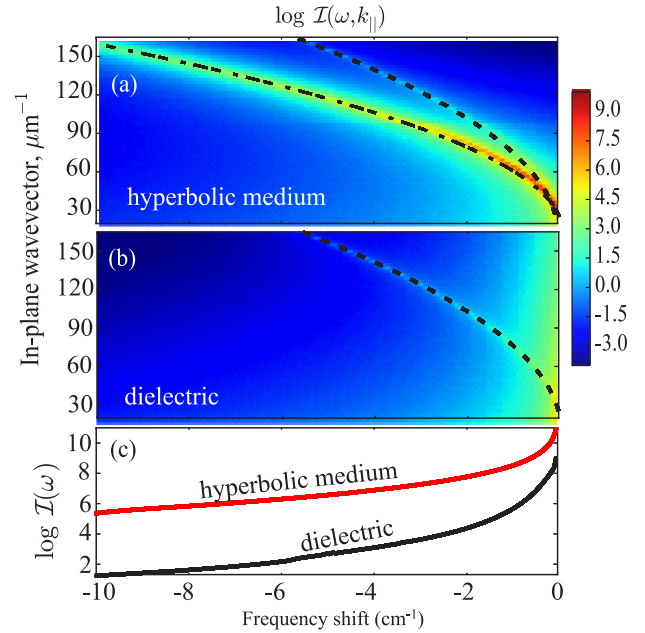 log I(ω,k||)
In-plane wavevector, μm⁻¹
150
120
90
60
30
(a)
hyperbolic medium
9.0
7.5
6.0
4.5
3.0
1.5
0.0
-1.5
-3.0
150
120
90
60
30
(b)
dielectric
log I(ω)
10
8
6
4
2
(c)
hyperbolic medium
dielectric
-10
-8
-6
-4
-2
0
Frequency shift (cm⁻¹)